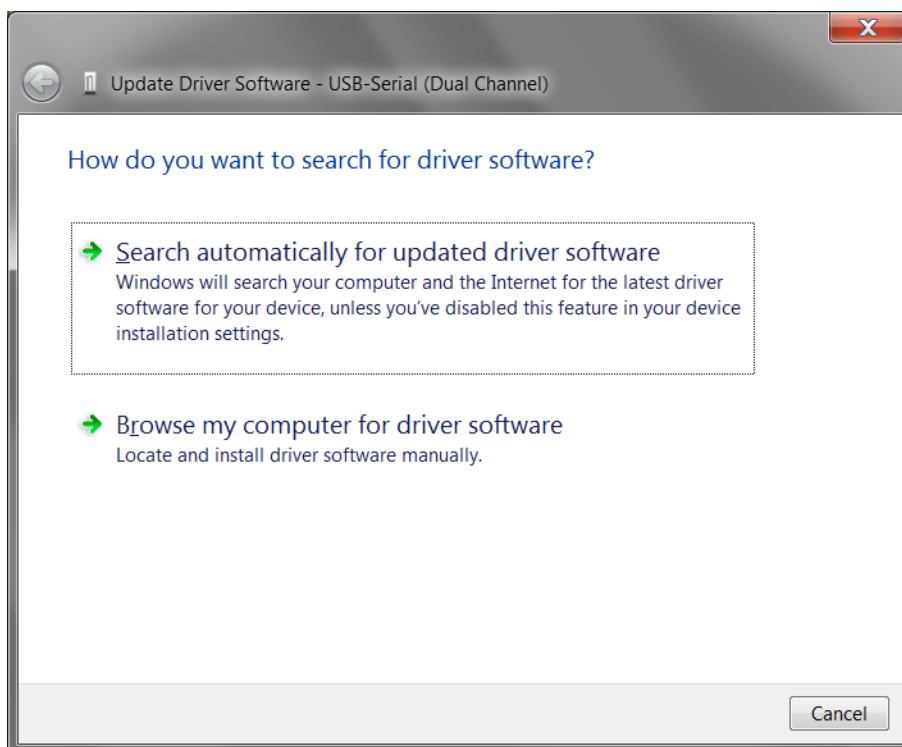 X
Update Driver Software - USB-Serial (Dual Channel)
How do you want to search for driver software?
Search automatically for updated driver software
Windows will search your computer and the Internet for the latest driver
software for your device, unless you've disabled this feature in your device
installation settings.
Browse my computer for driver software
Locate and install driver software manually.
Cancel